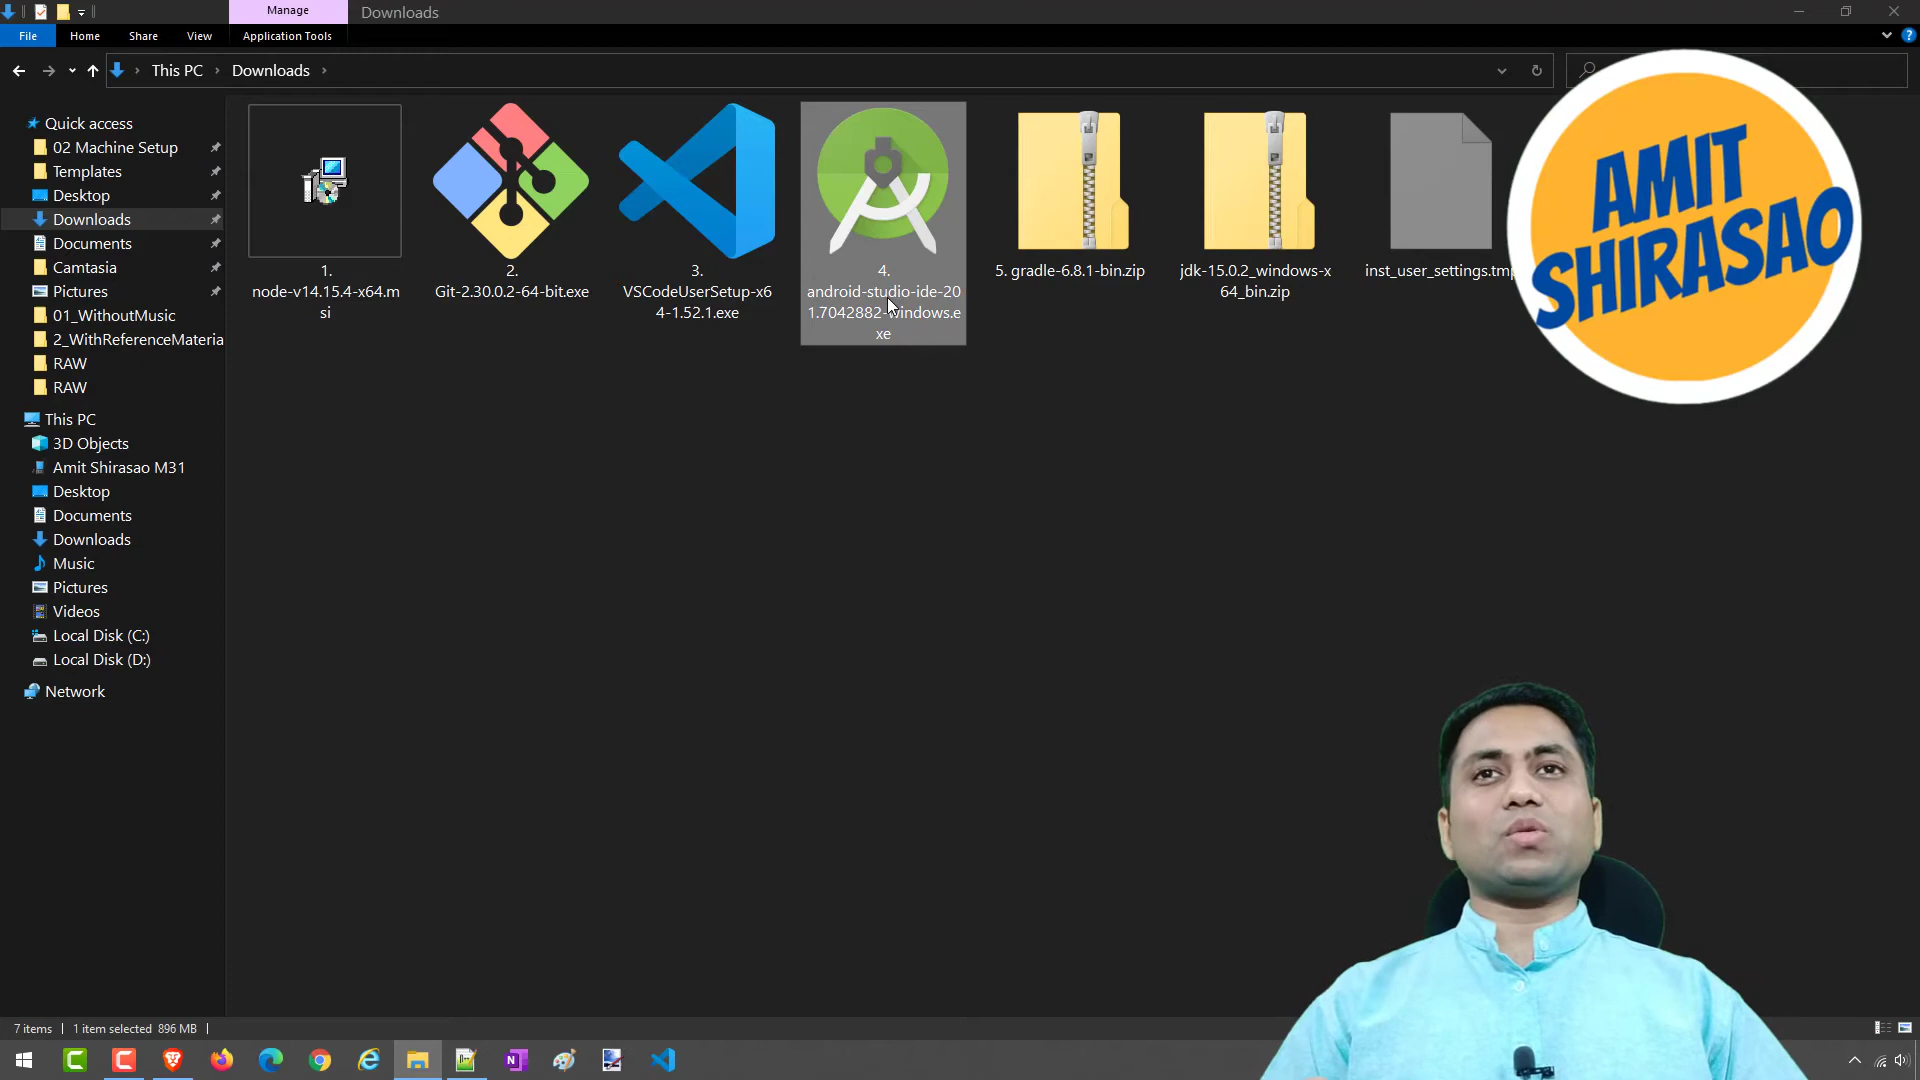 Manage
Downloads
File
Home
Share
View
Application Tools
This PC
Downloads
Quick access
02 Machine Setup
Templates
Desktop
Downloads
Documents
Camtasia
Pictures
01_WithoutMusic
2_WithReferenceMateria
RAW
RAW
This PC
3D Objects
Amit Shirasao M31
Desktop
Documents
Downloads
Music
Pictures
Videos
Local Disk (C:)
Local Disk (D:)
Network
1.
node-v14.15.4-x64.m
si
2.
Git-2.30.0.2-64-bit.exe
3.
VSCodeUserSetup-x6
4-1.52.1.exe
4.
android-studio-ide-20
1.7042882-windows.e
xe
5. gradle-6.8.1-bin.zip
jdk-15.0.2_windows-x
64_bin.zip
inst_user_settings.tmp
AMIT
SHIRASAO
7 items
1 item selected 896 MB